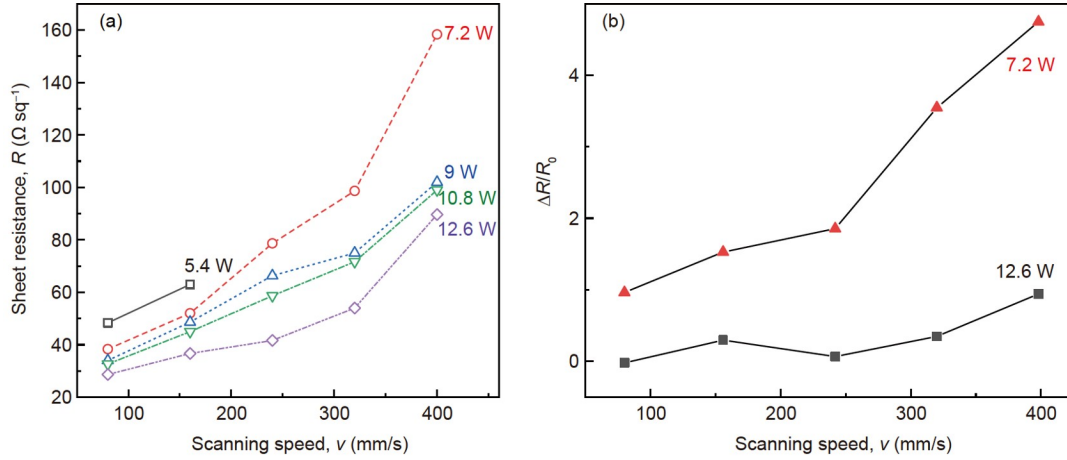 (a)
160
140
120
100
80
60
40
20
Sheet resistance, R (Ω sq⁻¹)
7.2 W
9 W
10.8 W
12.6 W
5.4 W
100
200
300
400
Scanning speed, v (mm/s)
(b)
4
2
0
ΔR/R₀
7.2 W
12.6 W
100
200
300
400
Scanning speed, v (mm/s)